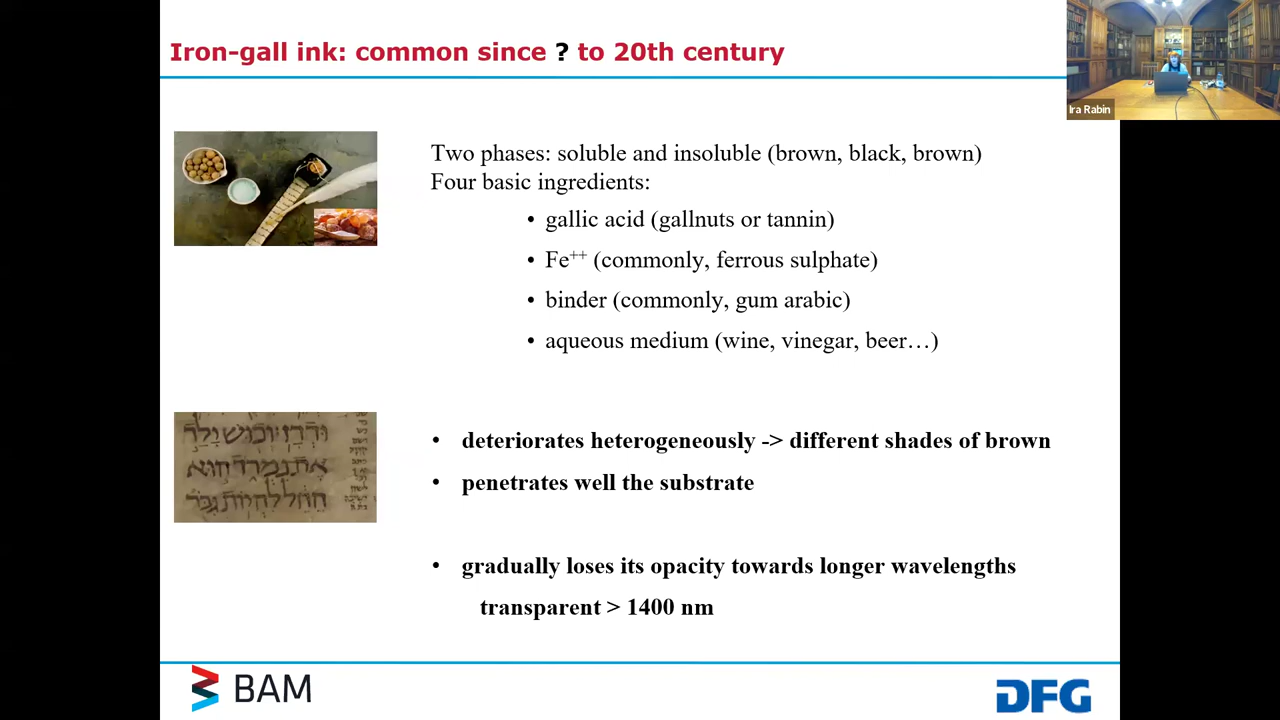 Iron-gall ink: common since ? to 20th century
Ira Rabin
Two phases: soluble and insoluble (brown, black, brown)
Four basic ingredients:
• gallic acid (gallnuts or tannin)
• Fe⁺⁺ (commonly, ferrous sulphate)
• binder (commonly, gum arabic)
• aqueous medium (wine, vinegar, beer…)
• deteriorates heterogeneously -> different shades of brown
• penetrates well the substrate
• gradually loses its opacity towards longer wavelengths
transparent > 1400 nm
BAM
DFG